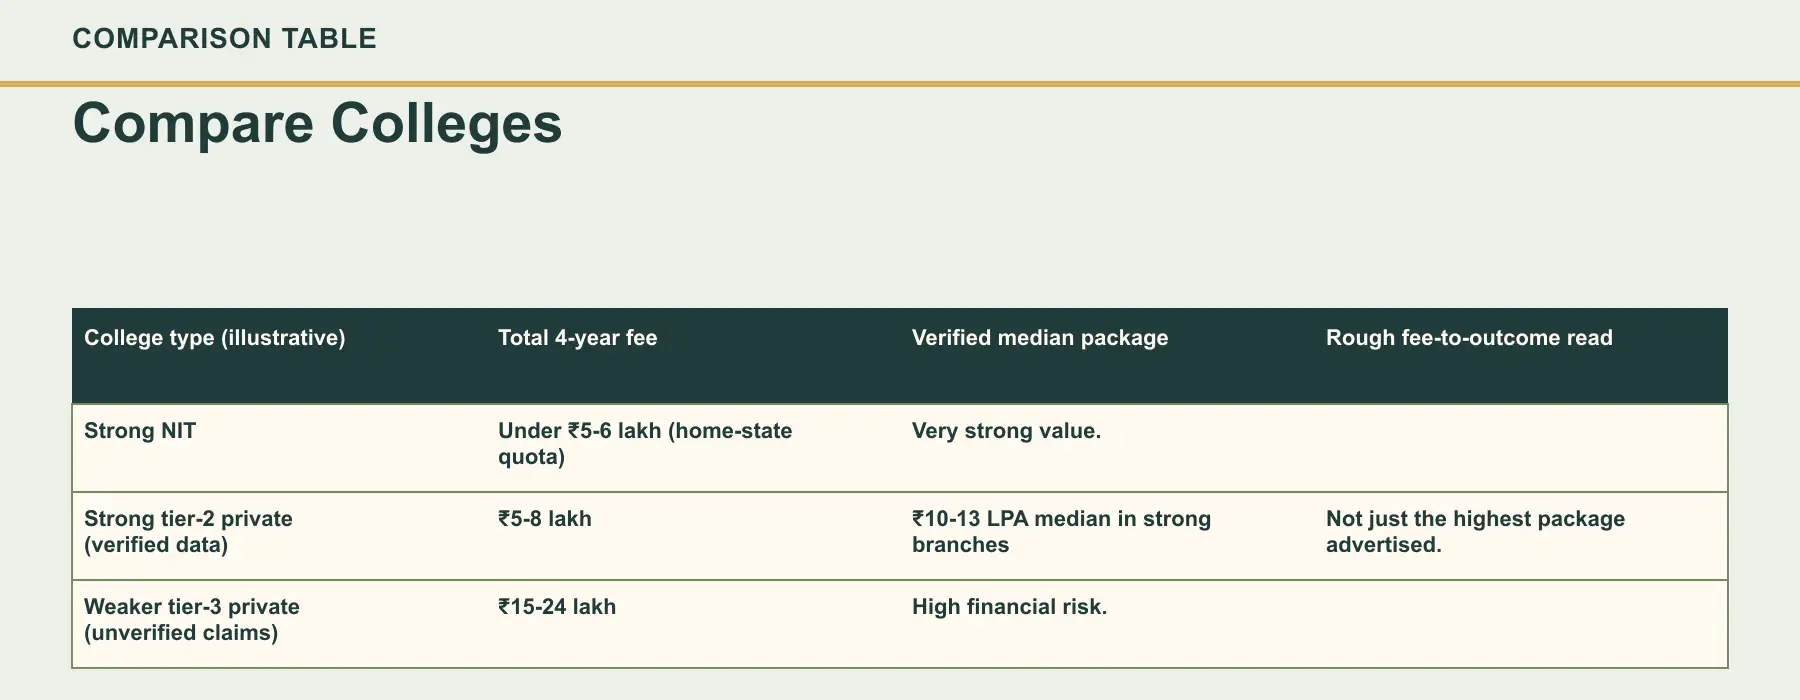 COMPARISON TABLE
Compare Colleges
College type (illustrative) Total 4-year fee Verified median package Rough fee-to-outcome read
Strong NIT
Under ₹5-6 lakh (home-state
quota)
Very strong value.
Strong tier-2 private
(verified data)
₹5-8 lakh
₹10-13 LPA median in strong
branches
Not just the highest package
advertised.
Weaker tier-3 private
(unverified claims)
₹15-24 lakh
High financial risk.